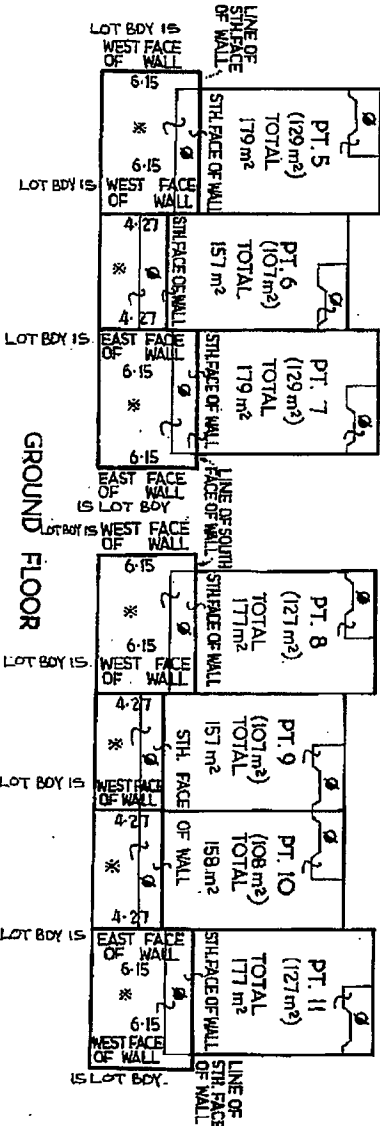 LINE OF
STH.FACE
OF WALL
LOT BDY IS
WEST FACE
OF WALL
6·15
※
6·15
STH. FACE OF WALL
Ø
PT. 5
(129 m²)
TOTAL
179 m²
Ø
LOT BDY IS
WEST FACE
OF WALL
4·27
※
4·27
Ø
STH. FACE OF WALL
PT. 6
(107 m²)
TOTAL
157 m²
Ø
LOT BDY IS
EAST FACE
OF WALL
6·15
※
6·15
Ø
STH. FACE OF WALL
PT. 7
(129 m²)
TOTAL
179 m²
Ø
EAST FACE
OF WALL
IS LOT BDY
LINE OF SOUTH
FACE OF WALL
GROUND FLOOR
LOT BDY IS
WEST FACE
OF WALL
6·15
※
6·15
Ø
STH. FACE OF WALL
PT. 8
(127 m²)
TOTAL
177 m²
Ø
LOT BDY IS
WEST FACE
OF WALL
4·27
※
Ø
PT. 9
(107 m²)
TOTAL
157 m²
Ø
STH. FACE OF WALL
LOT BDY IS
WEST FACE
OF WALL
4·27
※
4·27
Ø
PT. 10
(108 m²)
TOTAL
158 m²
Ø
LOT BDY IS
EAST FACE
OF WALL
6·15
※
6·15
Ø
STH. FACE OF WALL
PT. 11
(127 m²)
TOTAL
177 m²
Ø
WEST FACE
OF WALL
IS LOT BDY.
LINE OF
STH. FACE
OF WALL